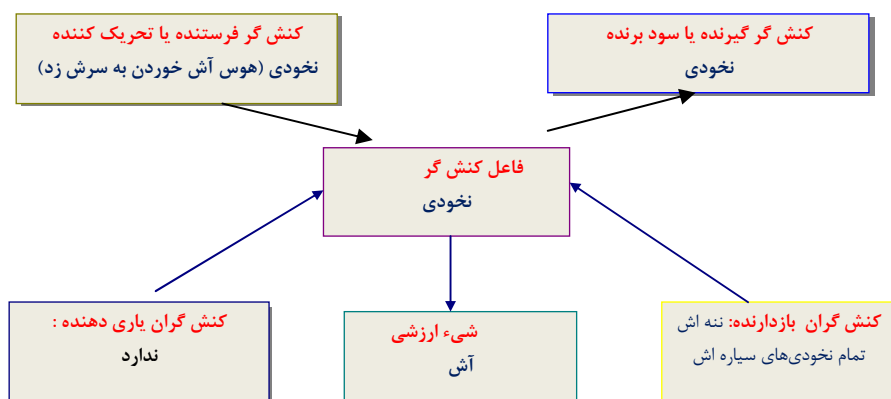 کنش گر گیرنده یا سود برنده
نخودی
کنش گر فرستنده یا تحریک کننده
نخودی (هوس آش خوردن به سرش زد)
فاعل کنش گر
نخودی
کنش گران بازدارنده: ننه اش
تمام نخودی‌های سیاره اش
شیء ارزشی
آش
کنش گران یاری دهنده :
ندارد